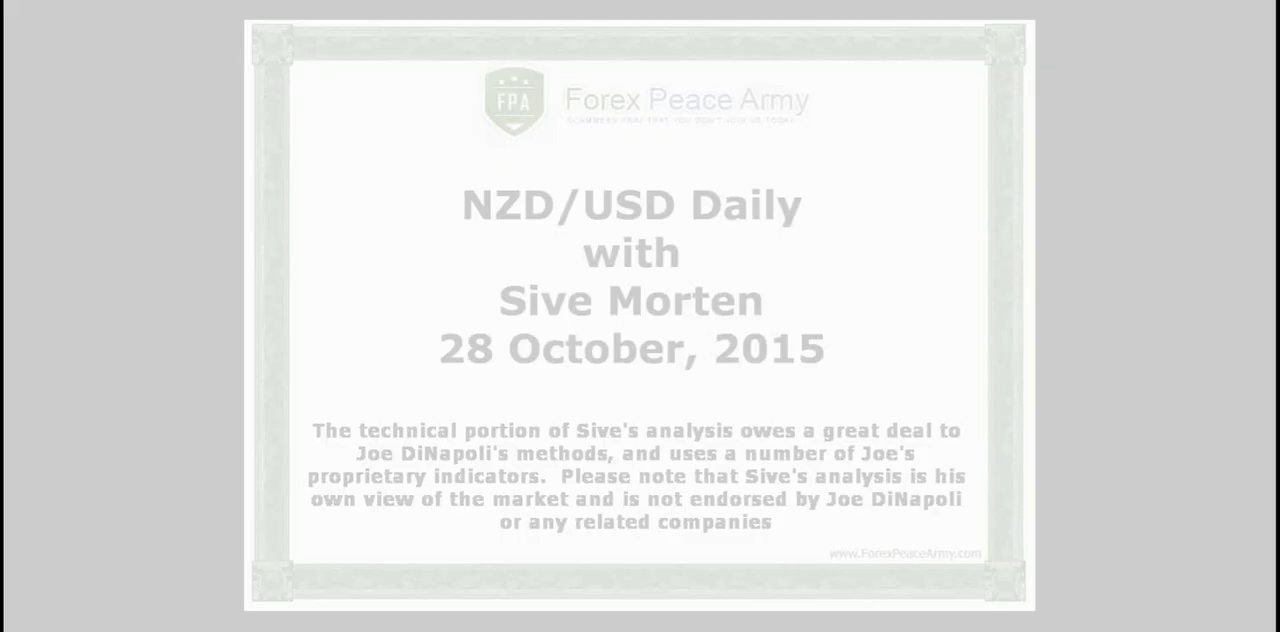 FPA
Forex Peace Army
NZD/USD Daily
with
Sive Morten
28 October, 2015
The technical portion of Sive's analysis owes a great deal to
Joe DiNapoli's methods, and uses a number of Joe's
proprietary indicators. Please note that Sive's analysis is his
own view of the market and is not endorsed by Joe DiNapoli
or any related companies
www.ForexPeaceArmy.com